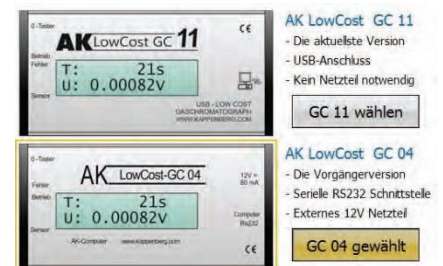 0 -Taster
AK LowCost GC 11
C€
Betrieb
Fehler
T: 21s
U: 0.00082V
Sensor
USB - LOW COST
GASCHROMATOGRAPH
WWW.KAPPENBERG.COM
AK LowCost GC 11
- Die aktuellste Version
- USB-Anschluss
- Kein Netzteil notwendig
GC 11 wählen
0 -Taster
AK LowCost-GC 04
12V =
80 mA
Fehler
Betrieb
T: 21s
U: 0.00082V
Computer
Rs232
Sensor
AK-Computer www.kappenberg.com
C€
AK LowCost GC 04
- Die Vorgängerversion
- Serielle RS232 Schnittstelle
- Externes 12V Netzteil
GC 04 gewählt